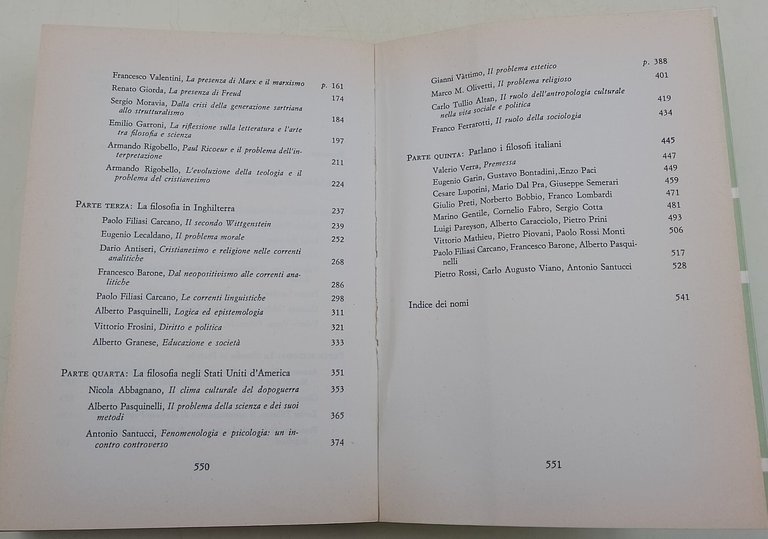 Francesco Valentini, La presenza di Marx e il marxismo p. 161
Renato Giorda, La presenza di Freud 174
Sergio Moravia, Dalla crisi della generazione sartriana
allo strutturalismo 184
Emilio Garroni, La riflessione sulla letteratura e l'arte
tra filosofia e scienza 197
Armando Rigobello, Paul Ricoeur e il problema dell'in-
terpretazione 211
Armando Rigobello, L'evoluzione della teologia e il
problema del cristianesimo 224
PARTE TERZA: La filosofia in Inghilterra 237
Paolo Filiasi Carcano, Il secondo Wittgenstein 239
Eugenio Lecaldano, Il problema morale 252
Dario Antiseri, Cristianesimo e religione nelle correnti
analitiche 268
Francesco Barone, Dal neopositivismo alle correnti ana-
litiche 286
Paolo Filiasi Carcano, Le correnti linguistiche 298
Alberto Pasquinelli, Logica ed epistemologia 311
Vittorio Frosini, Diritto e politica 321
Alberto Granese, Educazione e società 333
PARTE QUARTA: La filosofia negli Stati Uniti d'America 351
Nicola Abbagnano, Il clima culturale del dopoguerra 353
Alberto Pasquinelli, Il problema della scienza e dei suoi
metodi 365
Antonio Santucci, Fenomenologia e psicologia: un in-
contro controverso 374
550
Gianni Vàttimo, Il problema estetico p. 388
Marco M. Olivetti, Il problema religioso 401
Carlo Tullio Altan, Il ruolo dell'antropologia culturale
nella vita sociale e politica 419
Franco Ferrarotti, Il ruolo della sociologia 434
PARTE QUINTA: Parlano i filosofi italiani 445
Valerio Verra, Premessa 447
Eugenio Garin, Gustavo Bontadini, Enzo Paci 449
Cesare Luporini, Mario Dal Pra, Giuseppe Semerari 459
Giulio Preti, Norberto Bobbio, Franco Lombardi 471
Marino Gentile, Cornelio Fabro, Sergio Cotta 481
Luigi Pareyson, Alberto Caracciolo, Pietro Prini 493
Vittorio Mathieu, Pietro Piovani, Paolo Rossi Monti 506
Paolo Filiasi Carcano, Francesco Barone, Alberto Pasqui-
nelli 517
Pietro Rossi, Carlo Augusto Viano, Antonio Santucci 528
Indice dei nomi 541
551